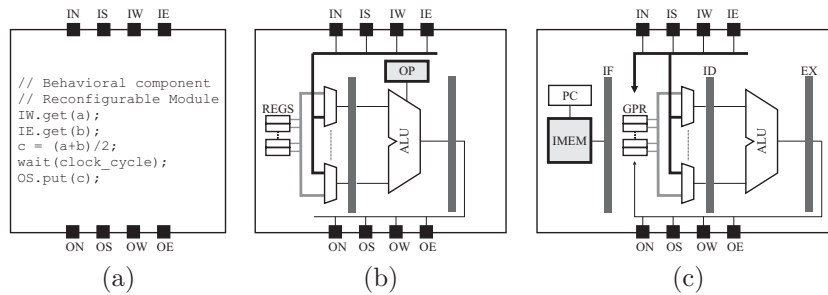 IN IS IW IE
// Behavioral component
// Reconfigurable Module
IW.get(a);
IE.get(b);
c = (a+b)/2;
wait(clock_cycle);
OS.put(c);
ON OS OW OE
(a)
IN IS IW IE
OP
REGS
ALU
ON OS OW OE
(b)
IN IS IW IE
IF ID EX
PC
GPR
IMEM
ALU
ON OS OW OE
(c)